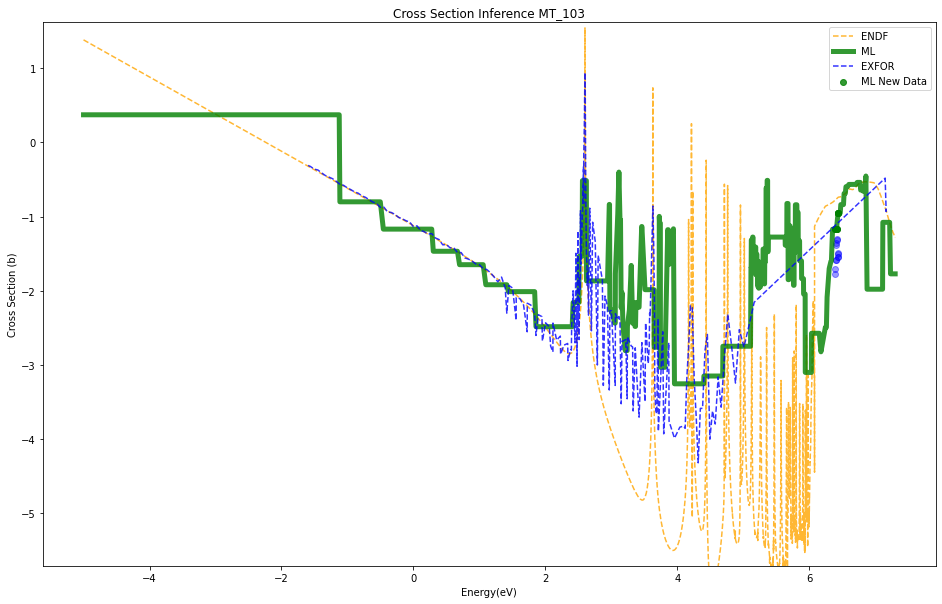 Cross Section Inference MT_103
ENDF
ML
EXFOR
ML New Data
Cross Section (b)
1
0
−1
−2
−3
−4
−5
−4
−2
0
2
4
6
Energy(eV)